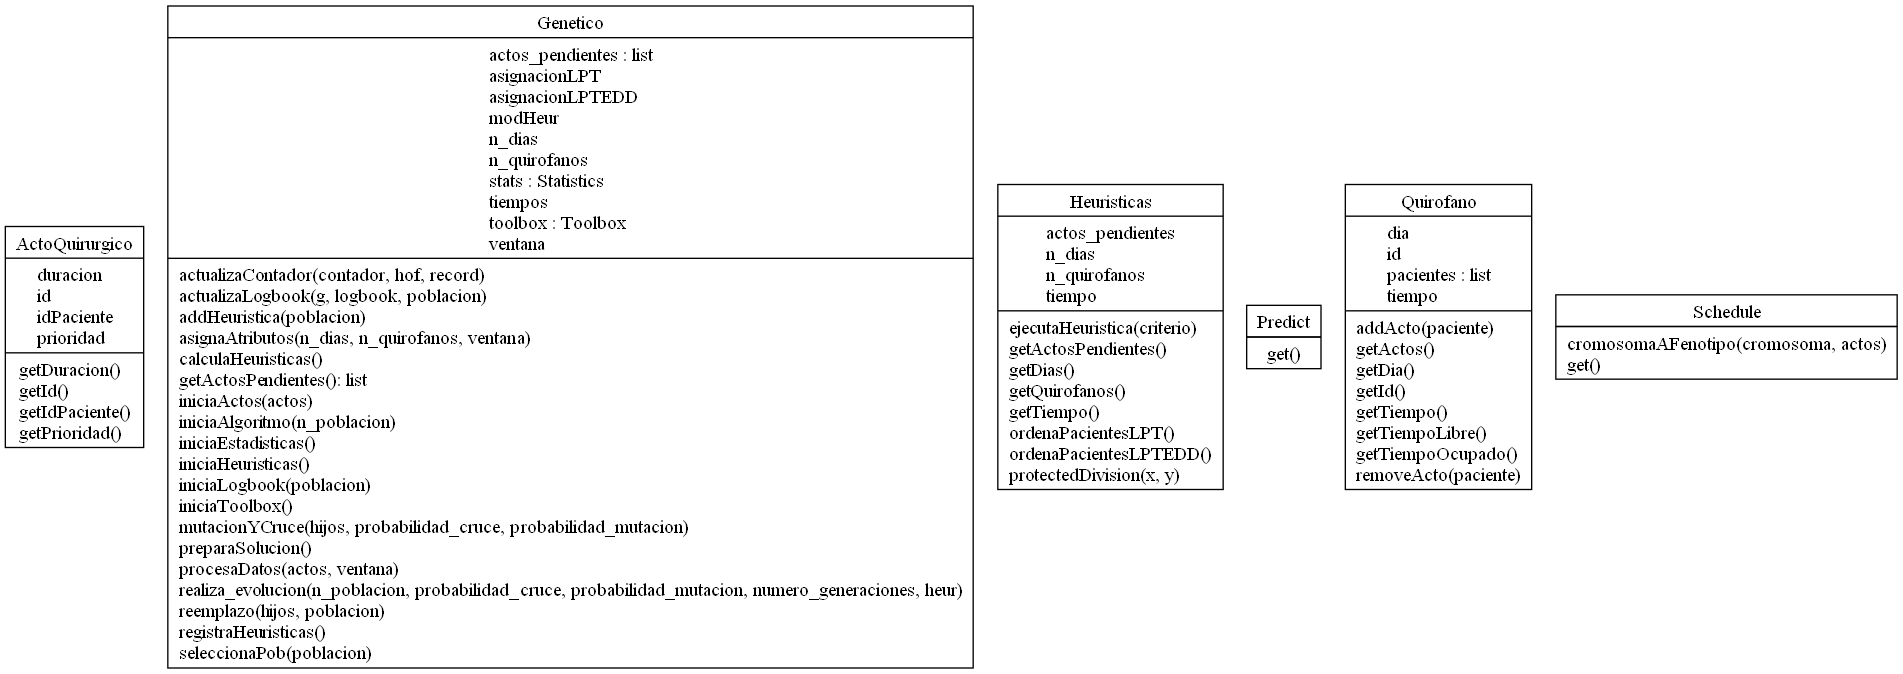 ActoQuirurgico
duracion
id
idPaciente
prioridad
getDuracion()
getId()
getIdPaciente()
getPrioridad()
Genetico
actos_pendientes : list
asignacionLPT
asignacionLPTEDD
modHeur
n_dias
n_quirofanos
stats : Statistics
tiempos
toolbox : Toolbox
ventana
actualizaContador(contador, hof, record)
actualizaLogbook(g, logbook, poblacion)
addHeuristica(poblacion)
asignaAtributos(n_dias, n_quirofanos, ventana)
calculaHeuristicas()
getActosPendientes(): list
iniciaActos(actos)
iniciaAlgoritmo(n_poblacion)
iniciaEstadisticas()
iniciaHeuristicas()
iniciaLogbook(poblacion)
iniciaToolbox()
mutacionYCruce(hijos, probabilidad_cruce, probabilidad_mutacion)
preparaSolucion()
procesaDatos(actos, ventana)
realiza_evolucion(n_poblacion, probabilidad_cruce, probabilidad_mutacion, numero_generaciones, heur)
reemplazo(hijos, poblacion)
registraHeuristicas()
seleccionaPob(poblacion)
Heuristicas
actos_pendientes
n_dias
n_quirofanos
tiempo
ejecutaHeuristica(criterio)
getActosPendientes()
getDias()
getQuirofanos()
getTiempo()
ordenaPacientesLPT()
ordenaPacientesLPTEDD()
protectedDivision(x, y)
Predict
get()
Quirofano
dia
id
pacientes : list
tiempo
addActo(paciente)
getActos()
getDia()
getId()
getTiempo()
getTiempoLibre()
getTiempoOcupado()
removeActo(paciente)
Schedule
cromosomaAFenotipo(cromosoma, actos)
get()